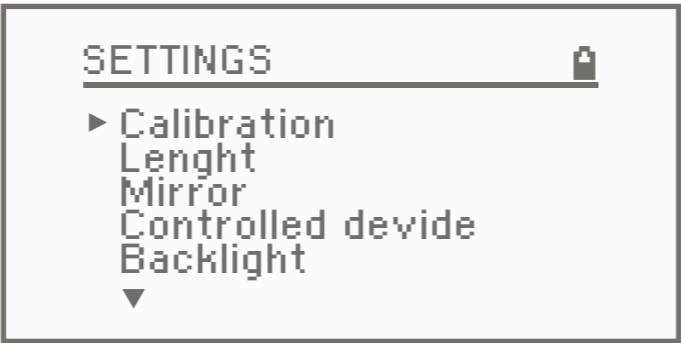 SETTINGS
Calibration
Lenght
Mirror
Controlled devide
Backlight